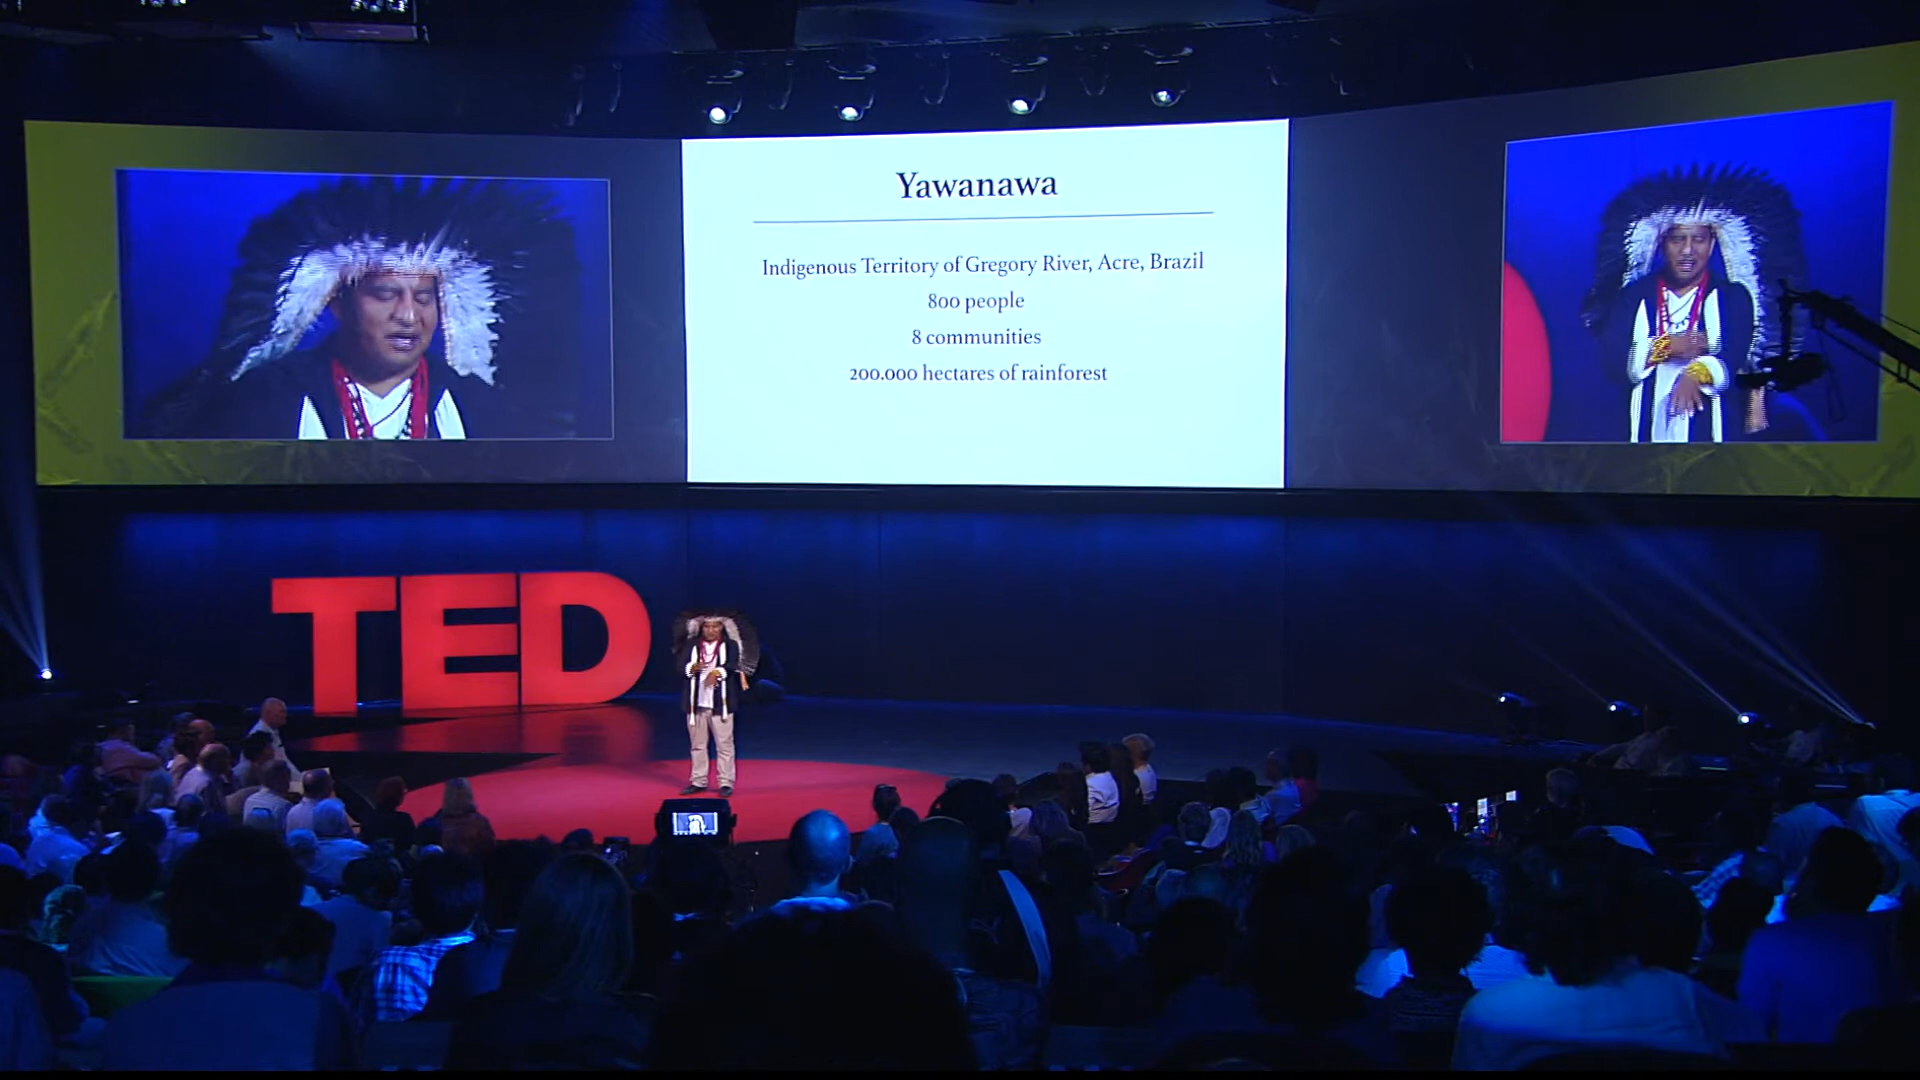 Yawanawa
Indigenous Territory of Gregory River, Acre, Brazil
800 people
8 communities
200.000 hectares of rainforest
TED